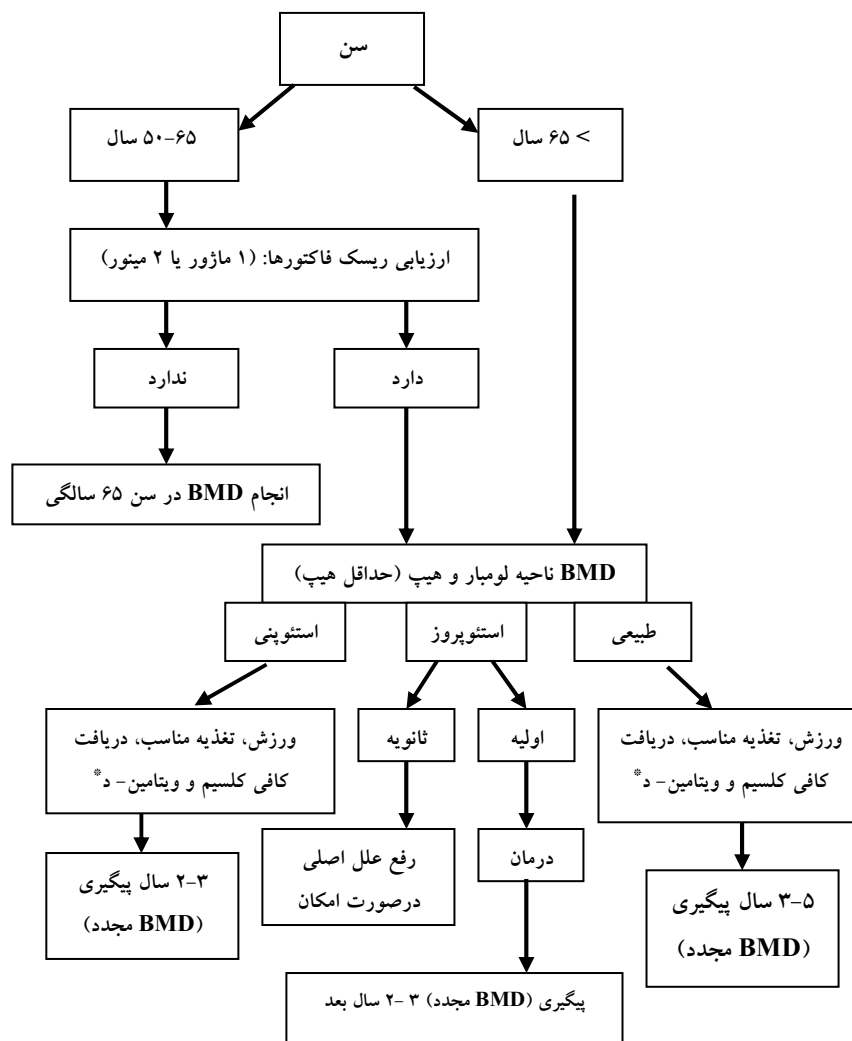 سن
۵۰-۶۵ سال
> ۶۵ سال
ارزیابی ریسک فاکتورها: (۱ ماژور یا ۲ مینور)
ندارد
دارد
انجام BMD در سن ۶۵ سالگی
BMD ناحیه لومبار و هیپ (حداقل هیپ)
طبیعی
استئوپروز
استئوپنی
ورزش، تغذیه مناسب، دریافت
کافی کلسیم و ویتامین- د*
اولیه
ثانویه
ورزش، تغذیه مناسب، دریافت
کافی کلسیم و ویتامین- د*
۳-۵ سال پیگیری
(BMD مجدد)
درمان
رفع علل اصلی
درصورت امکان
۲-۳ سال پیگیری
(BMD مجدد)
پیگیری (BMD مجدد) ۳ -۲ سال بعد